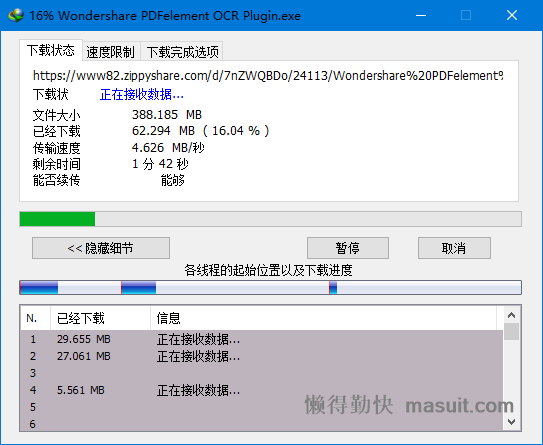 16% Wondershare PDFelement OCR Plugin.exe
下载状态 速度限制 下载完成选项
https://www82.zippyshare.com/d/7nZWQBDo/24113/Wondershare%20PDFelement%
下载状 正在接收数据...
文件大小 388.185 MB
已经下载 62.294 MB ( 16.04 % )
传输速度 4.626 MB/秒
剩余时间 1 分 42 秒
能否续传 能够
<< 隐藏细节 暂停 取消
各线程的起始位置以及下载进度
N. 已经下载 信息
1 29.655 MB 正在接收数据...
2 27.061 MB 正在接收数据...
3
4 5.561 MB 正在接收数据...
5
6
懒得勤快 masuit.com